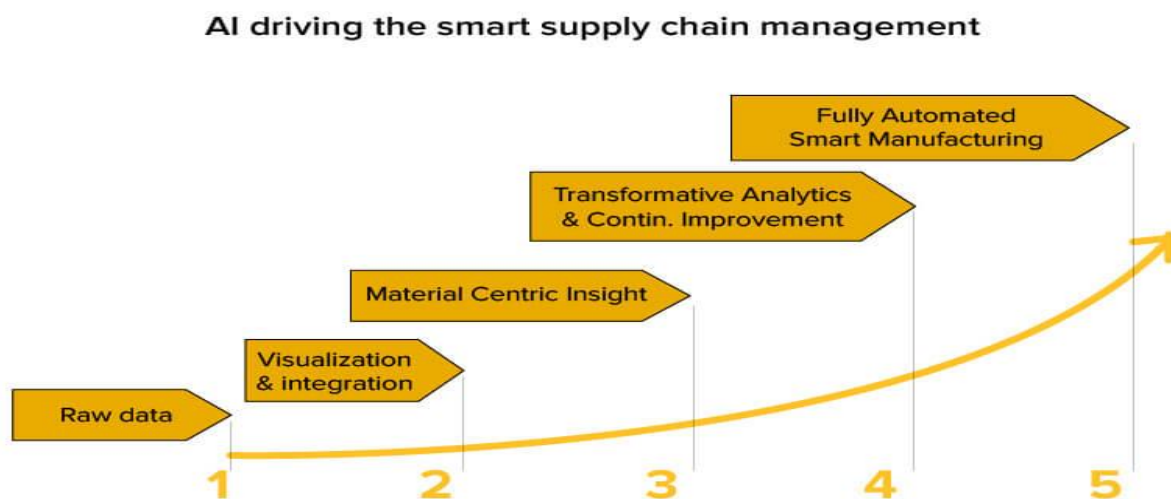 AI driving the smart supply chain management
Fully Automated
Smart Manufacturing
Transformative Analytics
& Contin. Improvement
Material Centric Insight
Visualization
& integration
Raw data
1 2 3 4 5